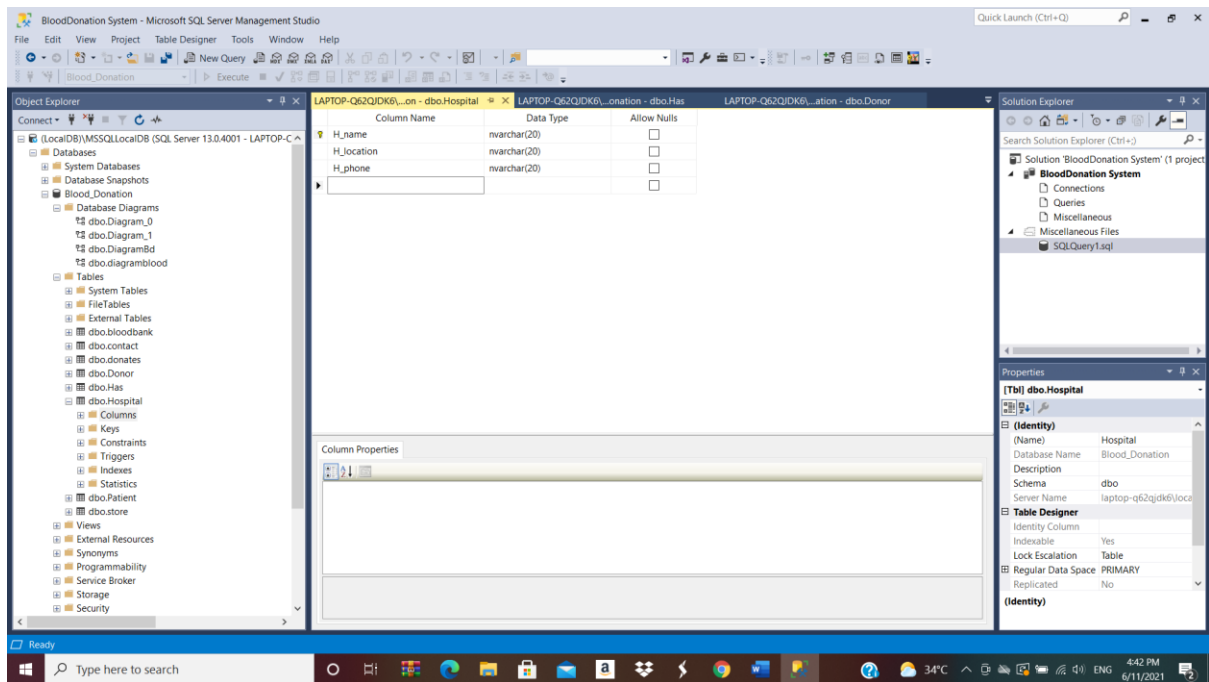 BloodDonation System - Microsoft SQL Server Management Studio
Quick Launch (Ctrl+Q)
File Edit View Project Table Designer Tools Window Help
New Query
Blood_Donation
Execute
Object Explorer
Connect
(LocalDB)\MSSQLLocalDB (SQL Server 13.0.4001 - LAPTOP-C
Databases
System Databases
Database Snapshots
Blood_Donation
Database Diagrams
dbo.Diagram_0
dbo.Diagram_1
dbo.DiagramBd
dbo.diagramblood
Tables
System Tables
FileTables
External Tables
dbo.bloodbank
dbo.contact
dbo.donates
dbo.Donor
dbo.Has
dbo.Hospital
Columns
Keys
Constraints
Triggers
Indexes
Statistics
dbo.Patient
dbo.store
Views
External Resources
Synonyms
Programmability
Service Broker
Storage
Security
LAPTOP-Q62QJDK6\...on - dbo.Hospital LAPTOP-Q62QJDK6\...onation - dbo.Has LAPTOP-Q62QJDK6\...ation - dbo.Donor
Column Name Data Type Allow Nulls
H_name nvarchar(20)
H_location nvarchar(20)
H_phone nvarchar(20)
Column Properties
Solution Explorer
Search Solution Explorer (Ctrl+;)
Solution 'BloodDonation System' (1 project
BloodDonation System
Connections
Queries
Miscellaneous
Miscellaneous Files
SQLQuery1.sql
Properties
[Tbl] dbo.Hospital
(Identity)
(Name) Hospital
Database Name Blood_Donation
Description
Schema dbo
Server Name laptop-q62qjdk6\loca
Table Designer
Identity Column
Indexable Yes
Lock Escalation Table
Regular Data Space PRIMARY
Replicated No
(Identity)
Ready
Type here to search
34°C
ENG
4:42 PM
6/11/2021
2